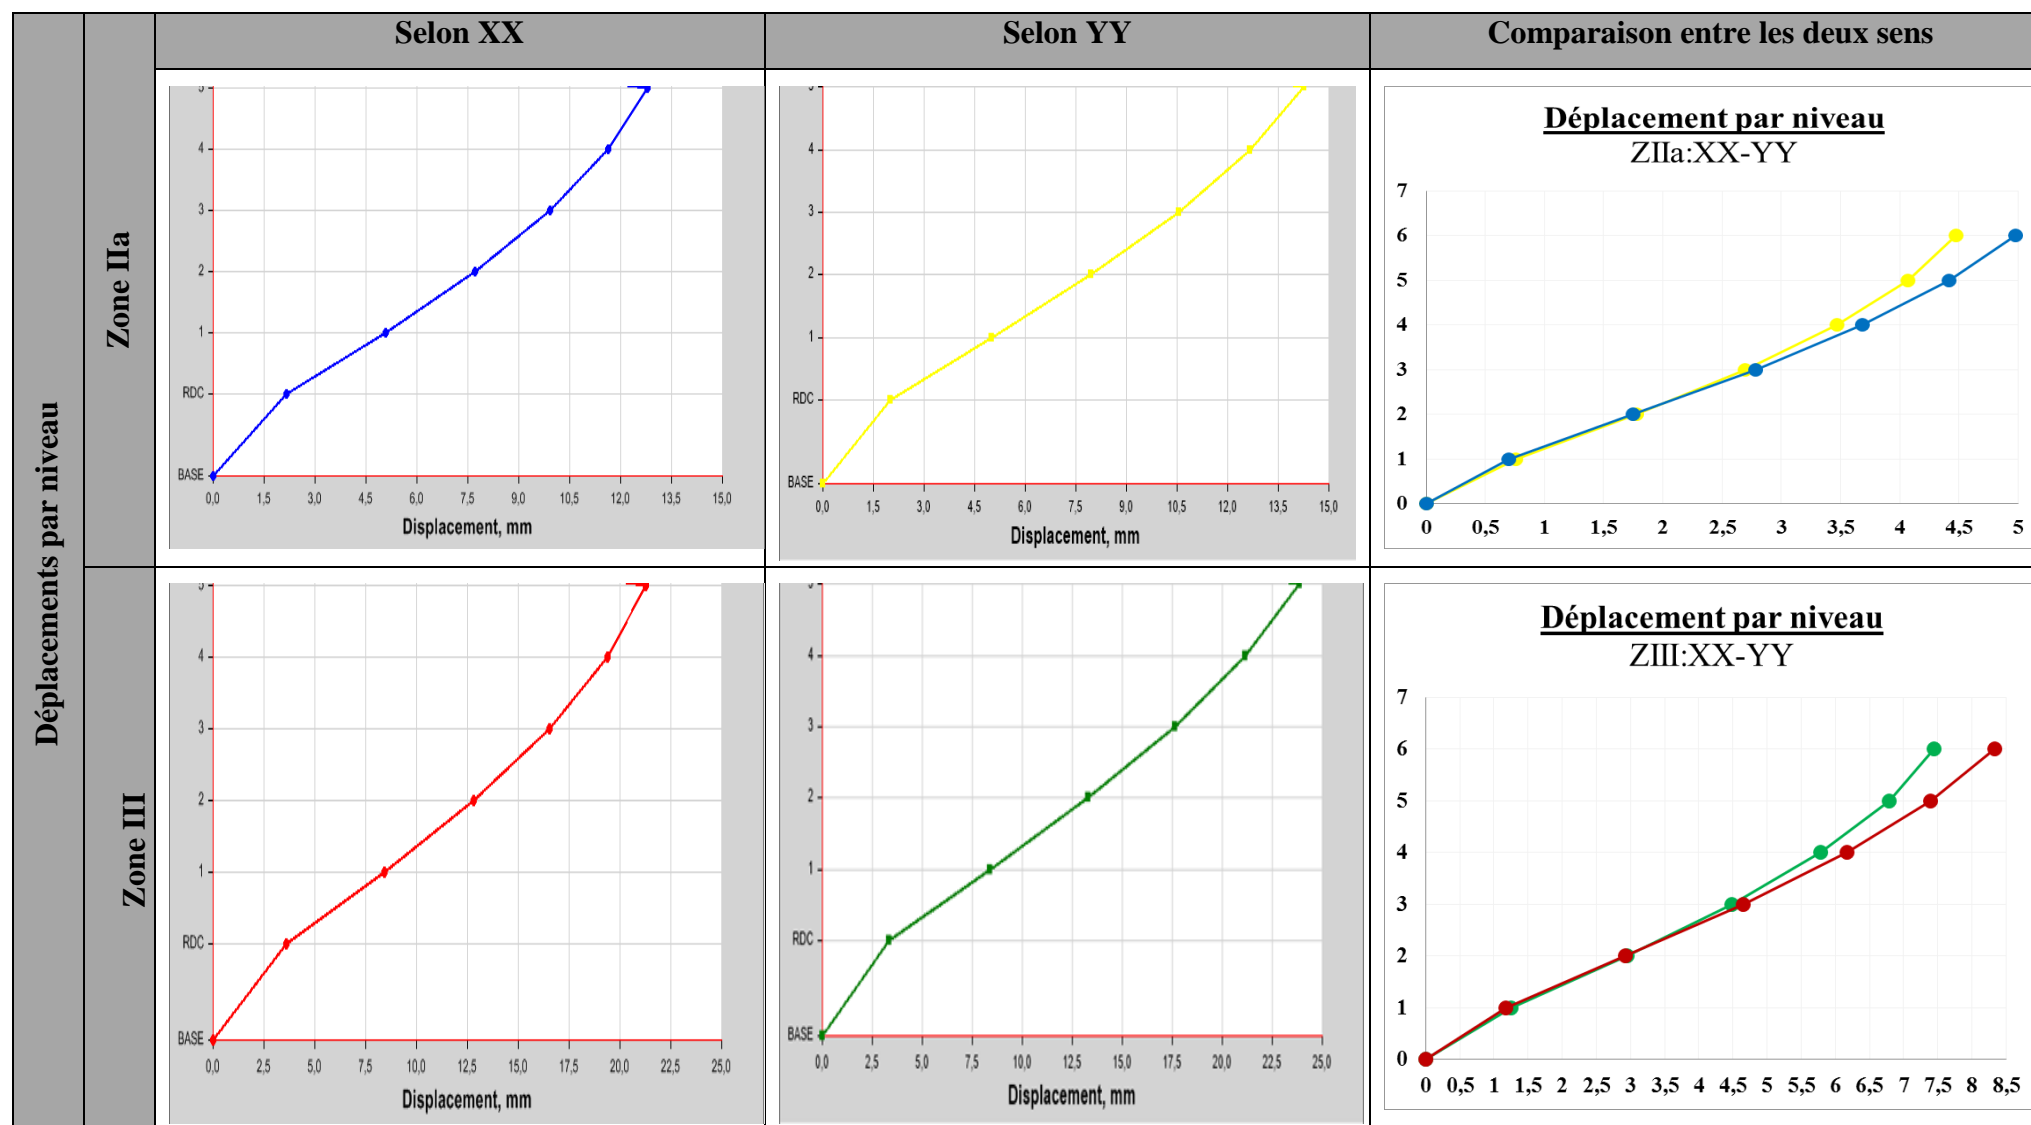 Selon XX
Selon YY
Comparaison entre les deux sens
Déplacements par niveau
Zone IIa
5
4
3
2
1
RDC
BASE
0,0 1,5 3,0 4,5 6,0 7,5 9,0 10,5 12,0 13,5 15,0
Displacement, mm
5
4
3
2
1
RDC
BASE
0,0 1,5 3,0 4,5 6,0 7,5 9,0 10,5 12,0 13,5 15,0
Displacement, mm
Déplacement par niveau
ZIIa:XX-YY
7
6
5
4
3
2
1
0
0 0,5 1 1,5 2 2,5 3 3,5 4 4,5 5
Zone III
5
4
3
2
1
RDC
BASE
0,0 2,5 5,0 7,5 10,0 12,5 15,0 17,5 20,0 22,5 25,0
Displacement, mm
5
4
3
2
1
RDC
BASE
0,0 2,5 5,0 7,5 10,0 12,5 15,0 17,5 20,0 22,5 25,0
Displacement, mm
Déplacement par niveau
ZIII:XX-YY
7
6
5
4
3
2
1
0
0 0,5 1 1,5 2 2,5 3 3,5 4 4,5 5 5,5 6 6,5 7 7,5 8 8,5